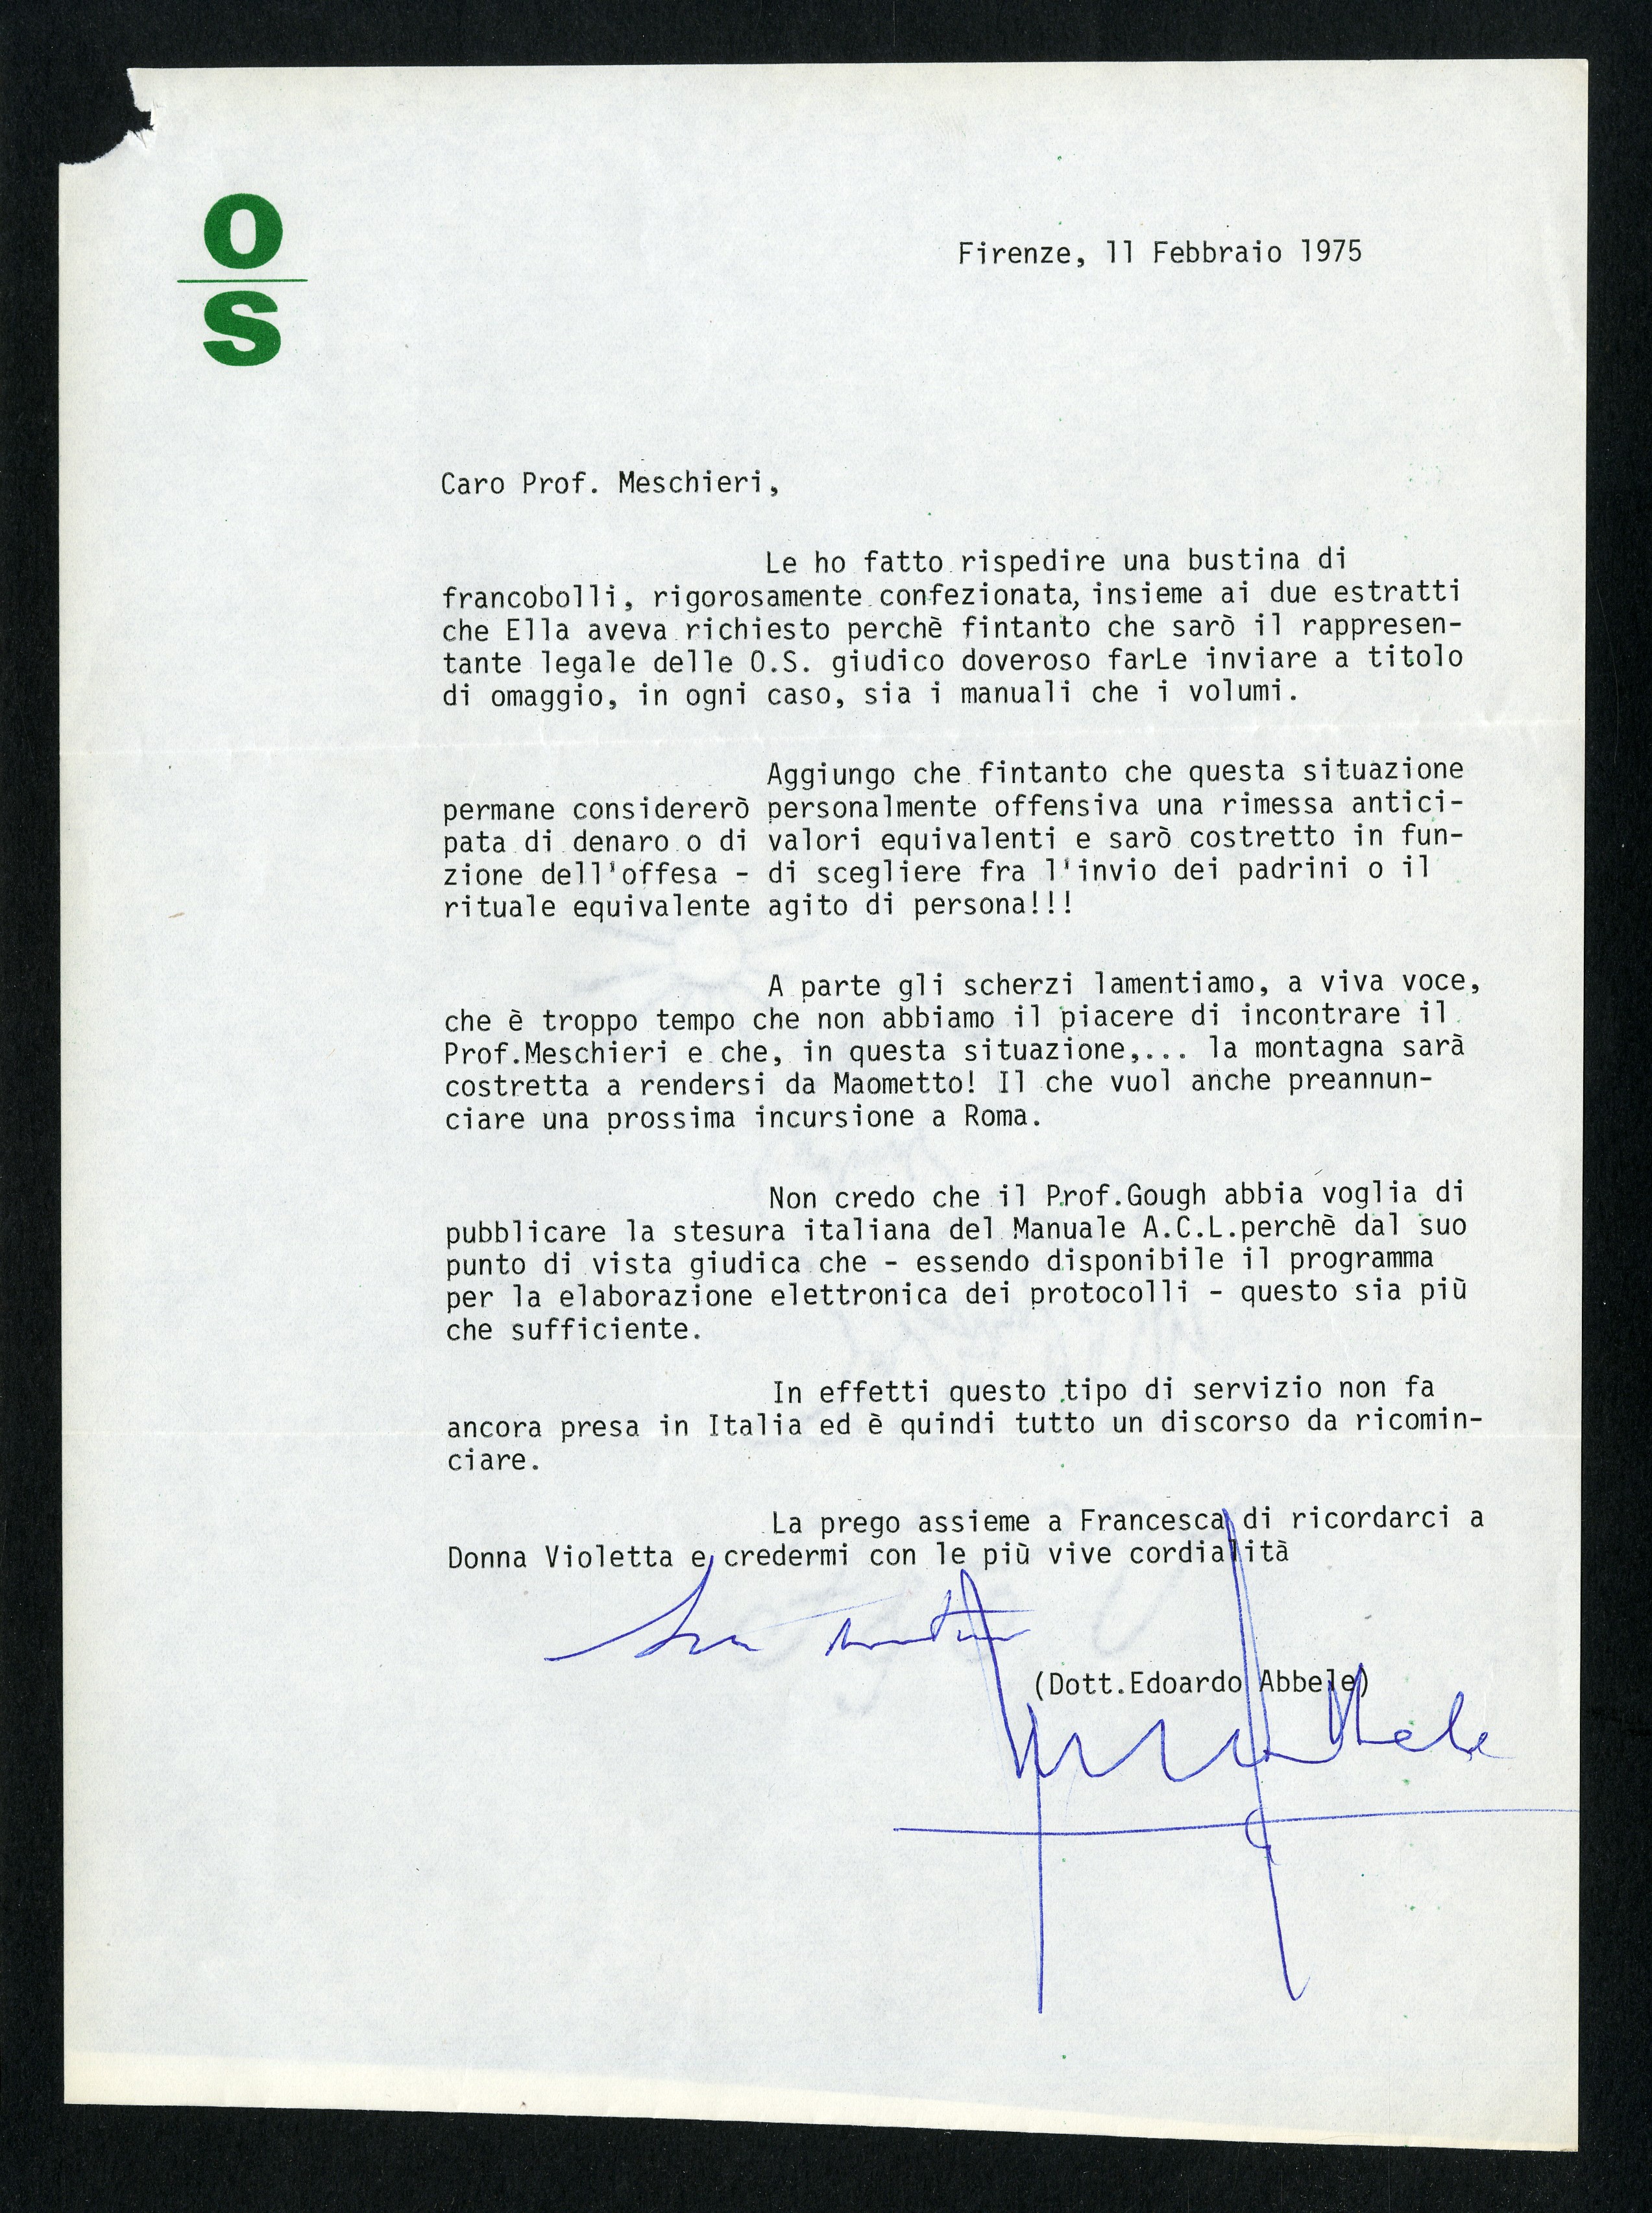 O
S
Firenze, 11 Febbraio 1975
Caro Prof. Meschieri,
Le ho fatto rispedire una bustina di
francobolli, rigorosamente confezionata, insieme ai due estratti
che Ella aveva richiesto perchè fintanto che sarò il rappresen-
tante legale delle O.S. giudico doveroso farLe inviare a titolo
di omaggio, in ogni caso, sia i manuali che i volumi.
Aggiungo che fintanto che questa situazione
permane considererò personalmente offensiva una rimessa antici-
pata di denaro o di valori equivalenti e sarò costretto in fun-
zione dell'offesa - di scegliere fra l'invio dei padrini o il
rituale equivalente agito di persona!!!
A parte gli scherzi lamentiamo, a viva voce,
che è troppo tempo che non abbiamo il piacere di incontrare il
Prof.Meschieri e che, in questa situazione,... la montagna sarà
costretta a rendersi da Maometto! Il che vuol anche preannun-
ciare una prossima incursione a Roma.
Non credo che il Prof.Gough abbia voglia di
pubblicare la stesura italiana del Manuale A.C.L.perchè dal suo
punto di vista giudica che - essendo disponibile il programma
per la elaborazione elettronica dei protocolli - questo sia più
che sufficiente.
In effetti questo tipo di servizio non fa
ancora presa in Italia ed è quindi tutto un discorso da ricomin-
ciare.
La prego assieme a Francesca di ricordarci a
Donna Violetta e credermi con le più vive cordialità
(Dott.Edoardo Abbele)